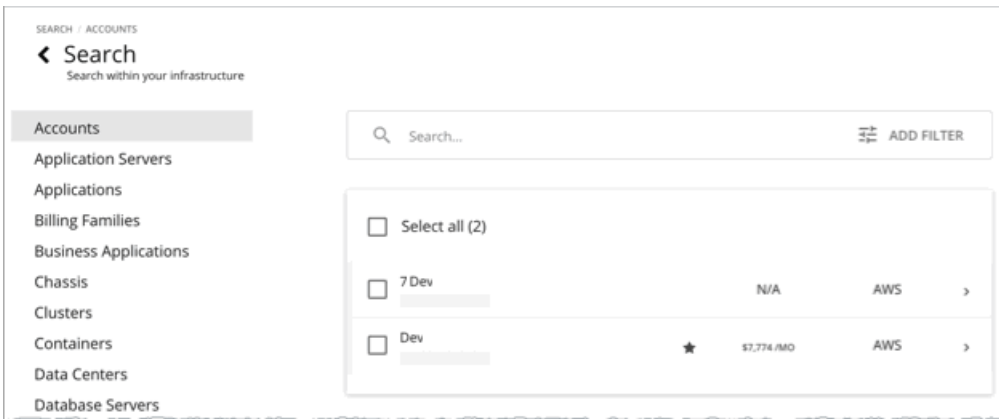 SEARCH / ACCOUNTS
Search
Search within your infrastructure
Accounts
Application Servers
Applications
Billing Families
Business Applications
Chassis
Clusters
Containers
Data Centers
Database Servers
Search...
ADD FILTER
Select all (2)
7 Dev
N/A
AWS
Dev
$7,774 /MO
AWS